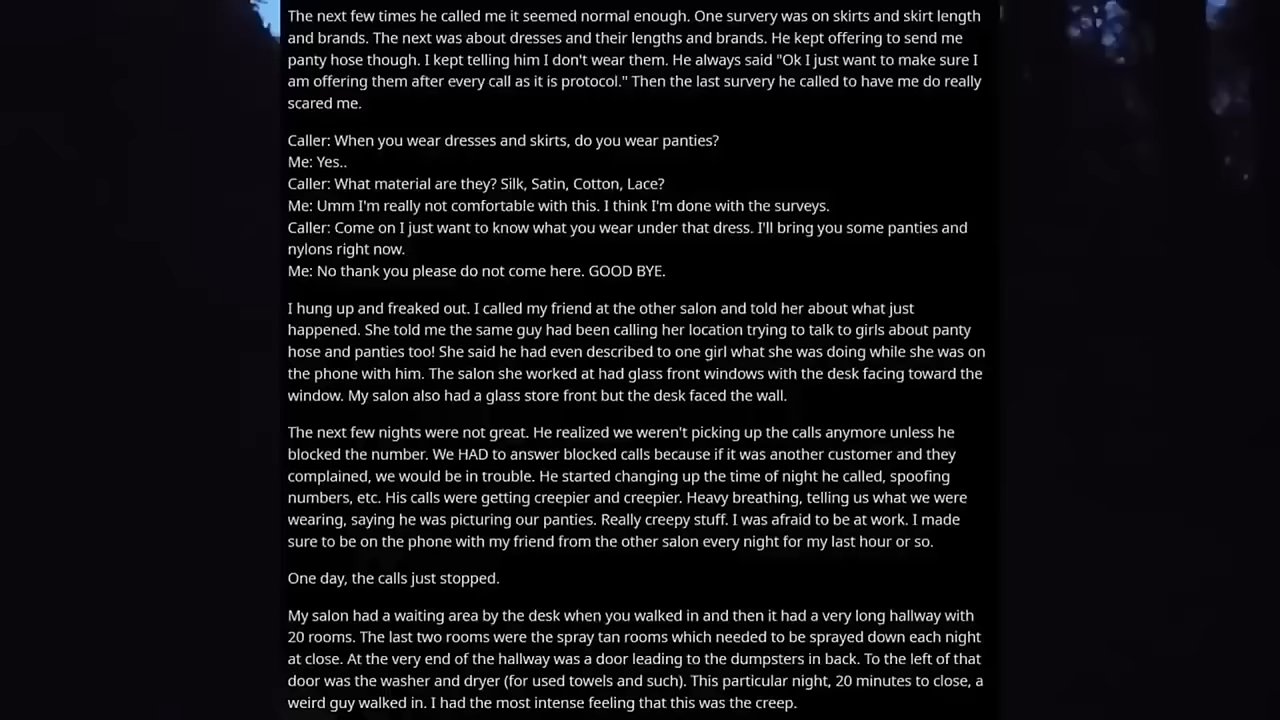 The next few times he called me it seemed normal enough. One survery was on skirts and skirt length
and brands. The next was about dresses and their lengths and brands. He kept offering to send me
panty hose though. I kept telling him I don't wear them. He always said "Ok I just want to make sure I
am offering them after every call as it is protocol." Then the last survery he called to have me do really
scared me.
Caller: When you wear dresses and skirts, do you wear panties?
Me: Yes..
Caller: What material are they? Silk, Satin, Cotton, Lace?
Me: Umm I'm really not comfortable with this. I think I'm done with the surveys.
Caller: Come on I just want to know what you wear under that dress. I'll bring you some panties and
nylons right now.
Me: No thank you please do not come here. GOOD BYE.
I hung up and freaked out. I called my friend at the other salon and told her about what just
happened. She told me the same guy had been calling her location trying to talk to girls about panty
hose and panties too! She said he had even described to one girl what she was doing while she was on
the phone with him. The salon she worked at had glass front windows with the desk facing toward the
window. My salon also had a glass store front but the desk faced the wall.
The next few nights were not great. He realized we weren't picking up the calls anymore unless he
blocked the number. We HAD to answer blocked calls because if it was another customer and they
complained, we would be in trouble. He started changing up the time of night he called, spoofing
numbers, etc. His calls were getting creepier and creepier. Heavy breathing, telling us what we were
wearing, saying he was picturing our panties. Really creepy stuff. I was afraid to be at work. I made
sure to be on the phone with my friend from the other salon every night for my last hour or so.
One day, the calls just stopped.
My salon had a waiting area by the desk when you walked in and then it had a very long hallway with
20 rooms. The last two rooms were the spray tan rooms which needed to be sprayed down each night
at close. At the very end of the hallway was a door leading to the dumpsters in back. To the left of that
door was the washer and dryer (for used towels and such). This particular night, 20 minutes to close, a
weird guy walked in. I had the most intense feeling that this was the creep.